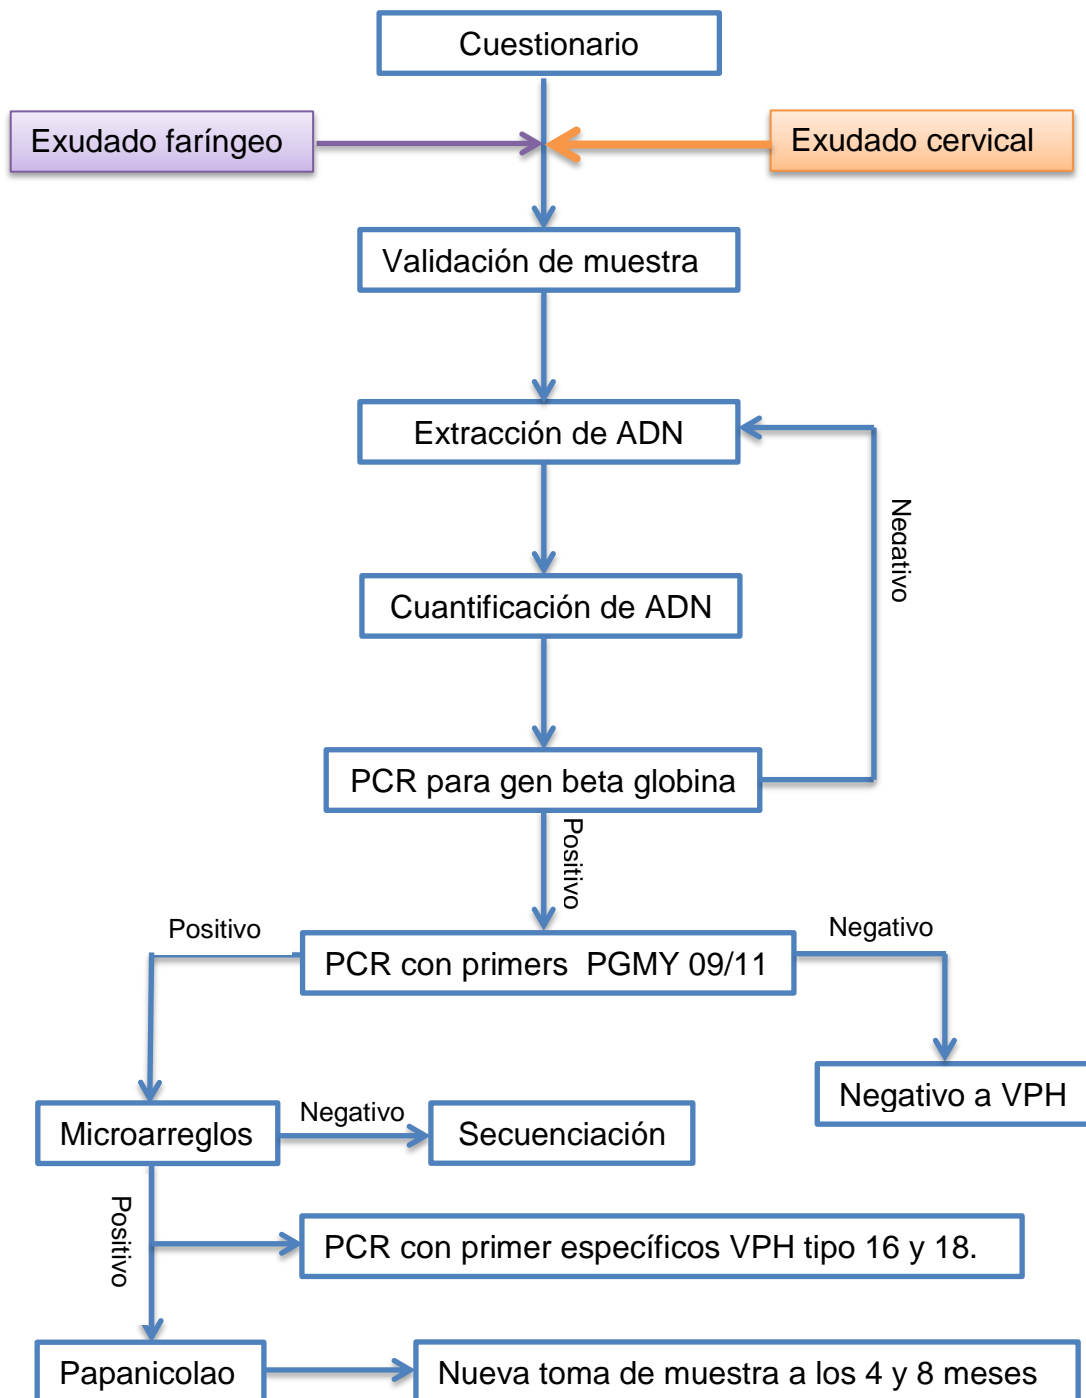 Cuestionario
Exudado faríngeo
Exudado cervical
Validación de muestra
Extracción de ADN
Negativo
Cuantificación de ADN
PCR para gen beta globina
Positivo
Positivo
Negativo
PCR con primers PGMY 09/11
Negativo a VPH
Microarreglos
Negativo
Secuenciación
Positivo
PCR con primer específicos VPH tipo 16 y 18.
Papanicolao
Nueva toma de muestra a los 4 y 8 meses